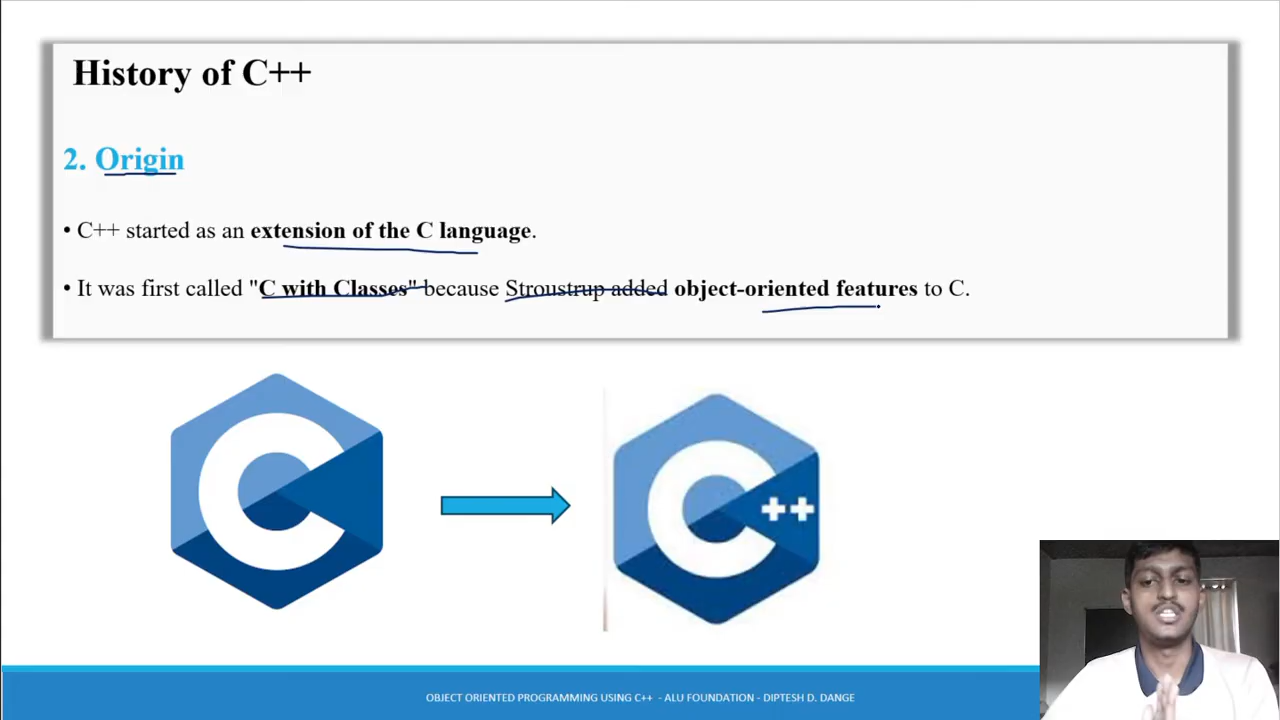 History of C++
2. Origin
• C++ started as an extension of the C language.
• It was first called "C with Classes" because Stroustrup added object-oriented features to C.
C
C++
OBJECT ORIENTED PROGRAMMING USING C++ - ALU FOUNDATION - DIPTESH D. DANGE